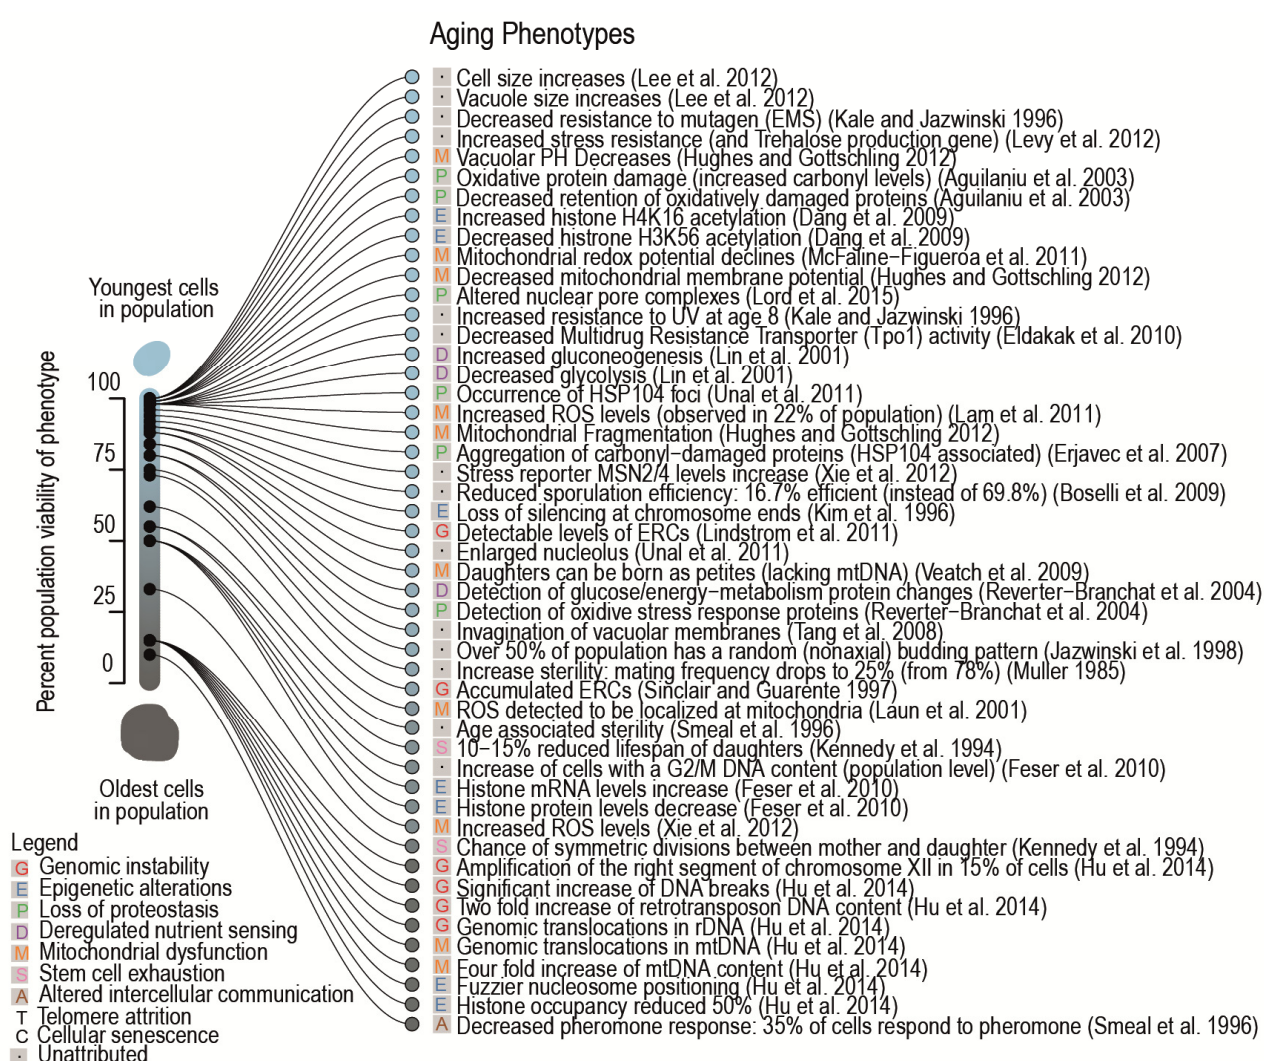 Aging Phenotypes
· Cell size increases (Lee et al. 2012)
· Vacuole size increases (Lee et al. 2012)
· Decreased resistance to mutagen (EMS) (Kale and Jazwinski 1996)
· Increased stress resistance (and Trehalose production gene) (Levy et al. 2012)
M Vacuolar PH Decreases (Hughes and Gottschling 2012)
P Oxidative protein damage (increased carbonyl levels) (Aguilaniu et al. 2003)
P Decreased retention of oxidatively damaged proteins (Aguilaniu et al. 2003)
E Increased histone H4K16 acetylation (Dang et al. 2009)
E Decreased histrone H3K56 acetylation (Dang et al. 2009)
M Mitochondrial redox potential declines (McFaline−Figueroa et al. 2011)
M Decreased mitochondrial membrane potential (Hughes and Gottschling 2012)
P Altered nuclear pore complexes (Lord et al. 2015)
· Increased resistance to UV at age 8 (Kale and Jazwinski 1996)
· Decreased Multidrug Resistance Transporter (Tpo1) activity (Eldakak et al. 2010)
D Increased gluconeogenesis (Lin et al. 2001)
D Decreased glycolysis (Lin et al. 2001)
P Occurrence of HSP104 foci (Unal et al. 2011)
M Increased ROS levels (observed in 22% of population) (Lam et al. 2011)
M Mitochondrial Fragmentation (Hughes and Gottschling 2012)
P Aggregation of carbonyl−damaged proteins (HSP104 associated) (Erjavec et al. 2007)
· Stress reporter MSN2/4 levels increase (Xie et al. 2012)
· Reduced sporulation efficiency: 16.7% efficient (instead of 69.8%) (Boselli et al. 2009)
E Loss of silencing at chromosome ends (Kim et al. 1996)
G Detectable levels of ERCs (Lindstrom et al. 2011)
· Enlarged nucleolus (Unal et al. 2011)
M Daughters can be born as petites (lacking mtDNA) (Veatch et al. 2009)
D Detection of glucose/energy−metabolism protein changes (Reverter−Branchat et al. 2004)
P Detection of oxidive stress response proteins (Reverter−Branchat et al. 2004)
· Invagination of vacuolar membranes (Tang et al. 2008)
· Over 50% of population has a random (nonaxial) budding pattern (Jazwinski et al. 1998)
· Increase sterility: mating frequency drops to 25% (from 78%) (Muller 1985)
G Accumulated ERCs (Sinclair and Guarente 1997)
M ROS detected to be localized at mitochondria (Laun et al. 2001)
· Age associated sterility (Smeal et al. 1996)
S 10−15% reduced lifespan of daughters (Kennedy et al. 1994)
· Increase of cells with a G2/M DNA content (population level) (Feser et al. 2010)
E Histone mRNA levels increase (Feser et al. 2010)
E Histone protein levels decrease (Feser et al. 2010)
M Increased ROS levels (Xie et al. 2012)
S Chance of symmetric divisions between mother and daughter (Kennedy et al. 1994)
G Amplification of the right segment of chromosome XII in 15% of cells (Hu et al. 2014)
G Significant increase of DNA breaks (Hu et al. 2014)
G Two fold increase of retrotransposon DNA content (Hu et al. 2014)
G Genomic translocations in rDNA (Hu et al. 2014)
M Genomic translocations in mtDNA (Hu et al. 2014)
M Four fold increase of mtDNA content (Hu et al. 2014)
E Fuzzier nucleosome positioning (Hu et al. 2014)
E Histone occupancy reduced 50% (Hu et al. 2014)
A Decreased pheromone response: 35% of cells respond to pheromone (Smeal et al. 1996)
Youngest cells
in population
Percent population viability of phenotype
100
75
50
25
0
Oldest cells
in population
Legend
G Genomic instability
E Epigenetic alterations
P Loss of proteostasis
D Deregulated nutrient sensing
M Mitochondrial dysfunction
S Stem cell exhaustion
A Altered intercellular communication
T Telomere attrition
C Cellular senescence
· Unattributed